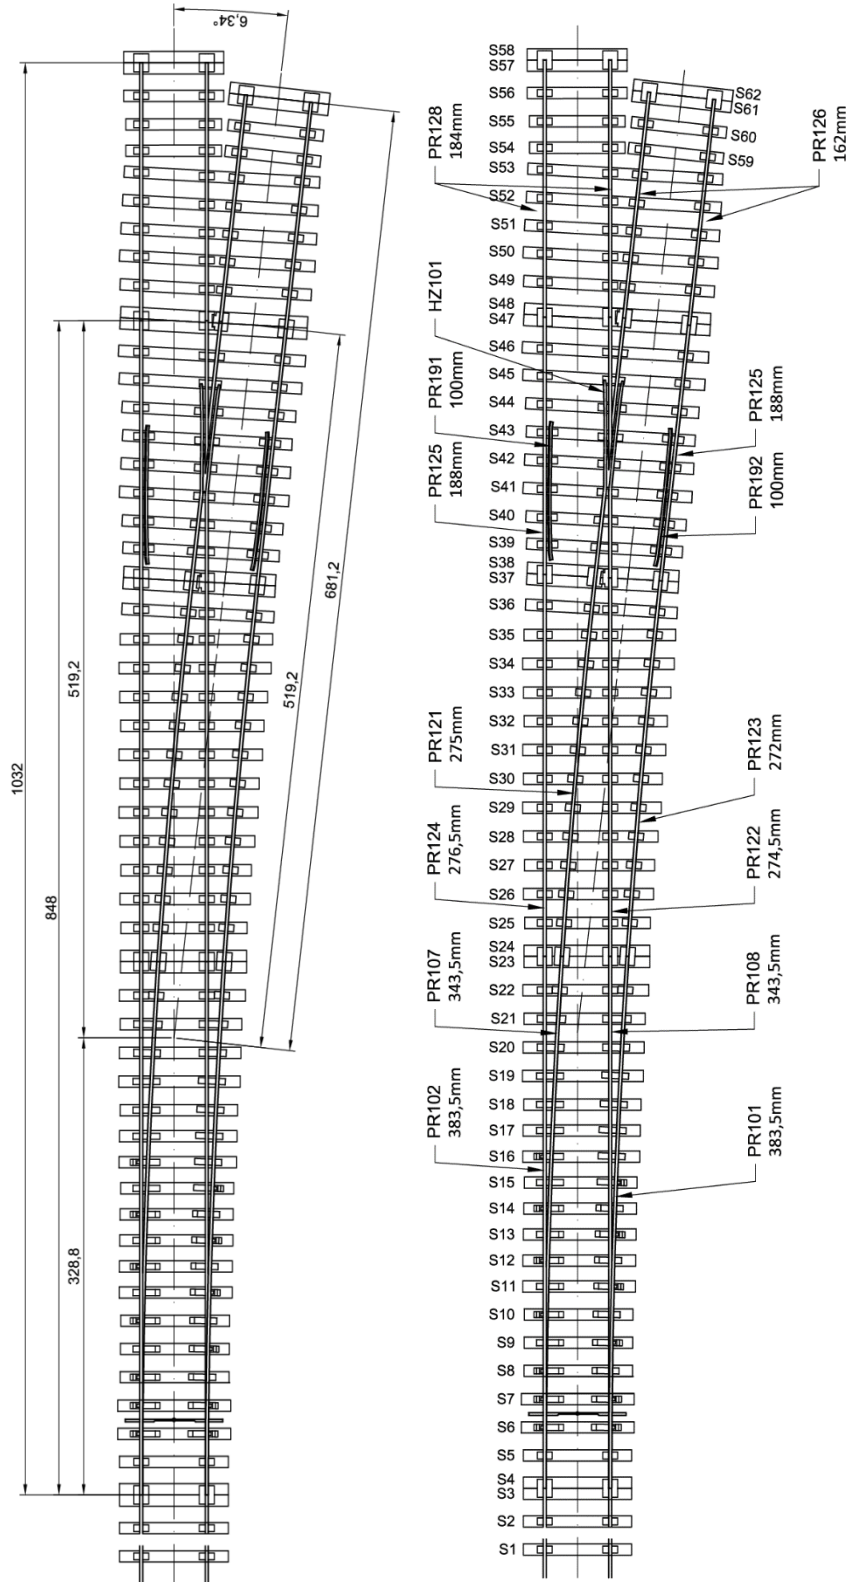 6,34°
1032
848
519,2
328,8
519,2
681,2
S58
S57
S56
S55
S54
S53
S52
S51
S50
S49
S48
S47
S46
S45
S44
S43
S42
S41
S40
S39
S38
S37
S36
S35
S34
S33
S32
S31
S30
S29
S28
S27
S26
S25
S24
S23
S22
S21
S20
S19
S18
S17
S16
S15
S14
S13
S12
S11
S10
S9
S8
S7
S6
S5
S4
S3
S2
S1
S62
S61
S60
S59
PR128
184mm
PR126
162mm
HZ101
PR191
100mm
PR125
188mm
PR125
188mm
PR192
100mm
PR121
275mm
PR123
272mm
PR124
276,5mm
PR122
274,5mm
PR107
343,5mm
PR108
343,5mm
PR102
383,5mm
PR101
383,5mm